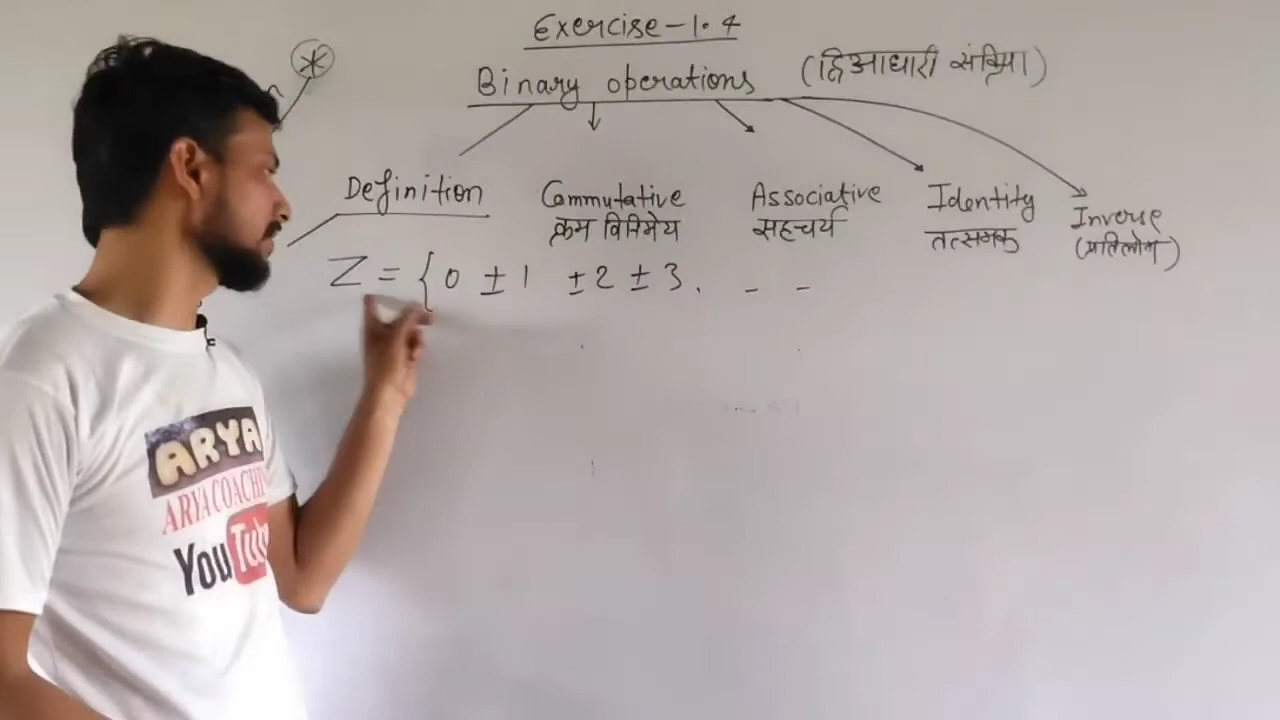 Exercise - 1.4
*
Binary operations (द्विआधारी संक्रिया)
n
Definition Commutative Associative Identity Inverse
क्रम विनिमेय सहचर्य तत्समक (प्रतिलोम)
Z = { 0 ±1 ±2 ±3. - -
ARYA
ARYA COACHI
YouTub